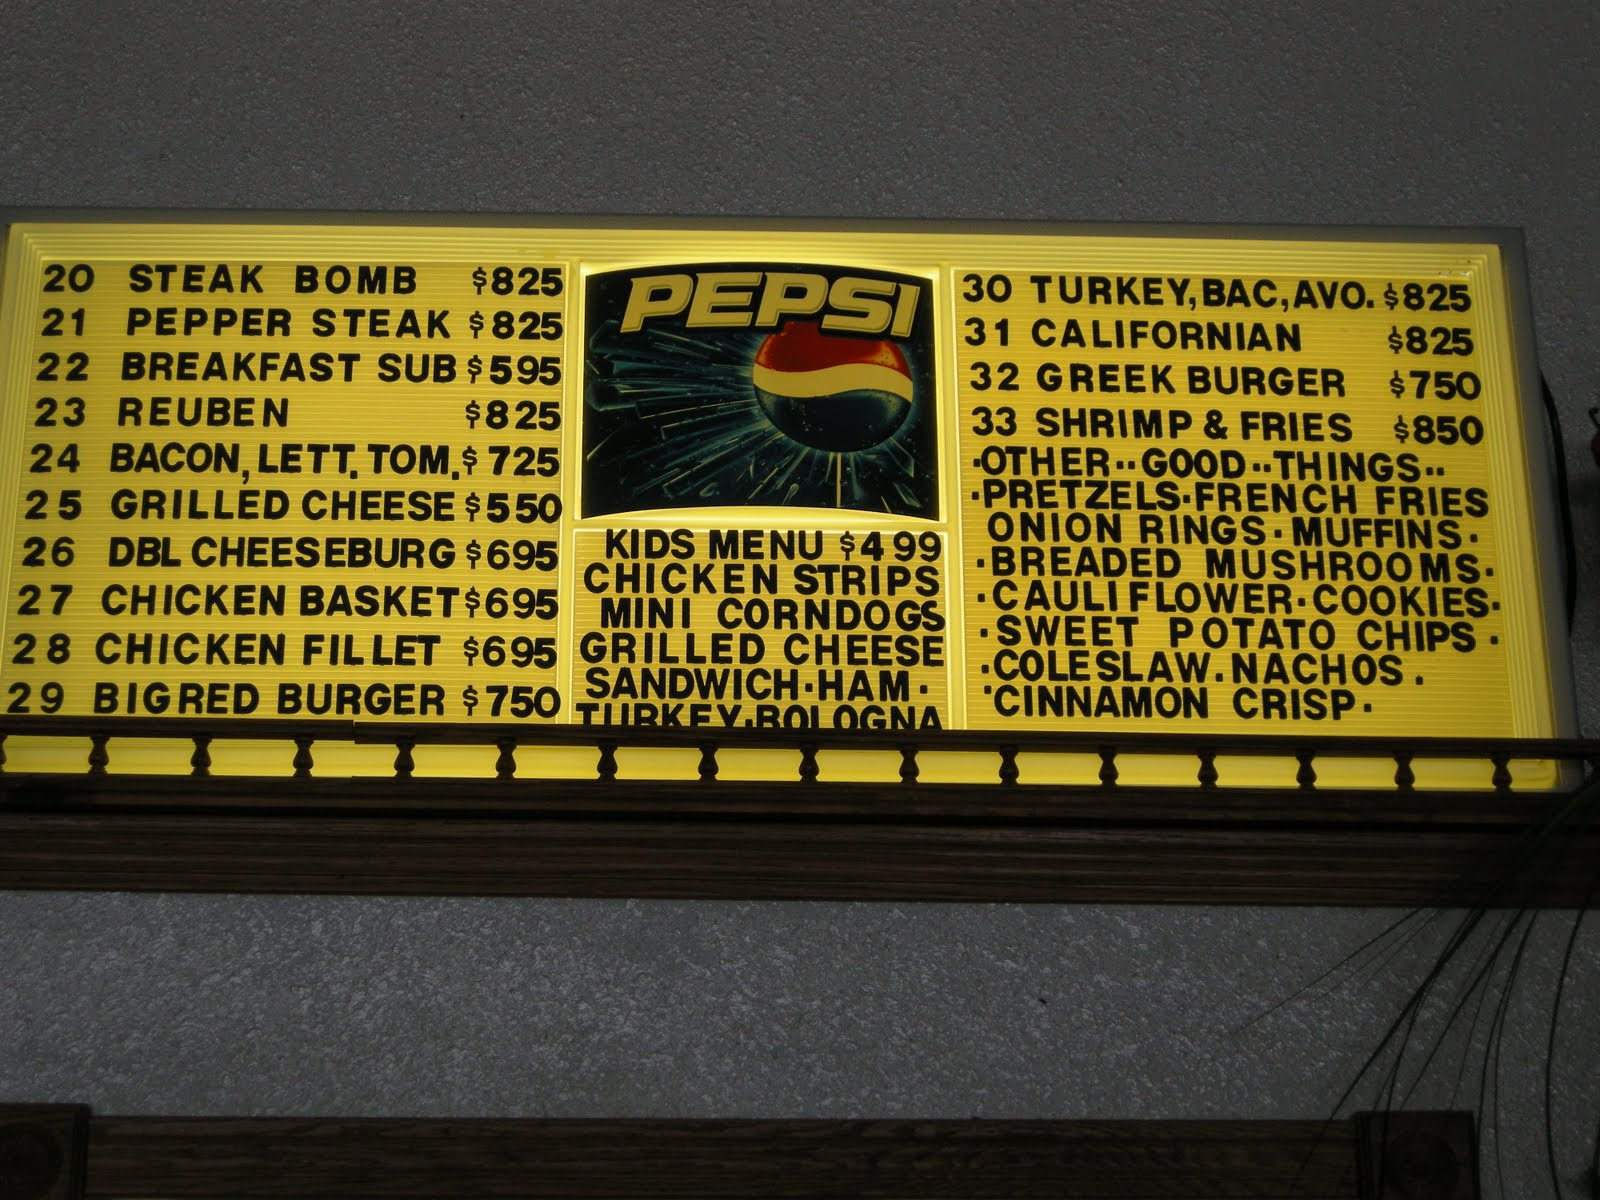 20 STEAK BOMB $825
21 PEPPER STEAK $825
22 BREAKFAST SUB $595
23 REUBEN $825
24 BACON, LETT. TOM. $725
25 GRILLED CHEESE $550
26 DBL CHEESEBURG $695
27 CHICKEN BASKET $695
28 CHICKEN FILLET $695
29 BIG RED BURGER $750
PEPSI
KIDS MENU $499
CHICKEN STRIPS
MINI CORNDOGS
GRILLED CHEESE
SANDWICH·HAM·
TURKEY·BOLOGNA
30 TURKEY, BAC, AVO. $825
31 CALIFORNIAN $825
32 GREEK BURGER $750
33 SHRIMP & FRIES $850
·OTHER··GOOD··THINGS··
·PRETZELS·FRENCH FRIES
ONION RINGS·MUFFINS·
·BREADED MUSHROOMS·
·CAULIFLOWER·COOKIES·
·SWEET POTATO CHIPS·
·COLESLAW.NACHOS.
·CINNAMON CRISP·